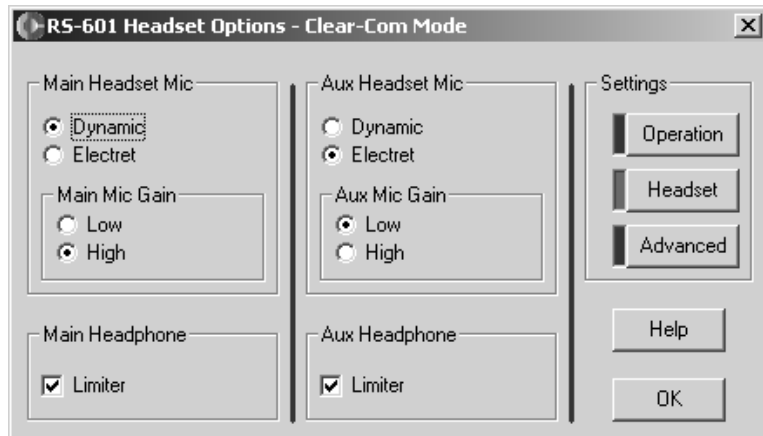 RS-601 Headset Options - Clear-Com Mode
Main Headset Mic
Dynamic
Electret
Main Mic Gain
Low
High
Main Headphone
Limiter
Aux Headset Mic
Dynamic
Electret
Aux Mic Gain
Low
High
Aux Headphone
Limiter
Settings
Operation
Headset
Advanced
Help
OK